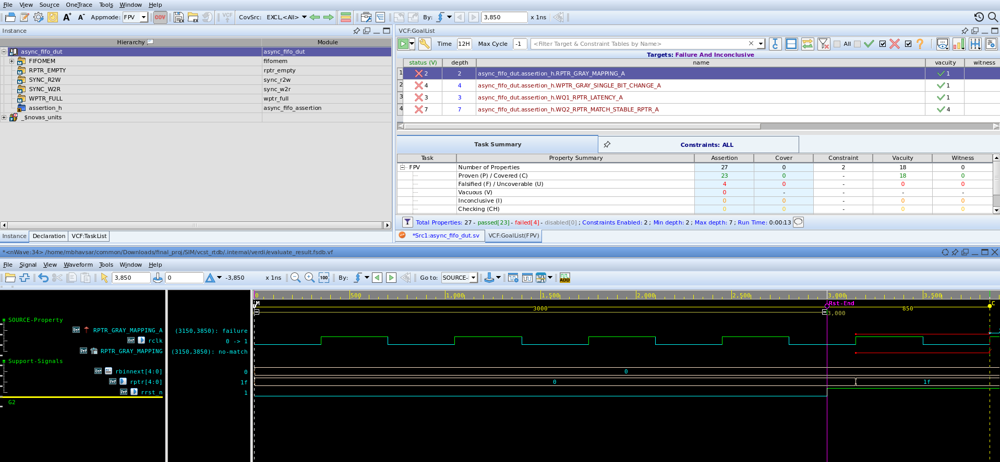 File View Source OneTrace Tools Window Help
Appmode: FPV COV VCF CovSrc: EXCL,<All> By: 3,850 x 1ns
Instance
Hierarchy Module
async_fifo_dut async_fifo_dut
FIFOMEM fifomem
RPTR_EMPTY rptr_empty
SYNC_R2W sync_r2w
SYNC_W2R sync_w2r
WPTR_FULL wptr_full
assertion_h async_fifo_assertion
_$novas_units
Instance Declaration VCF:TaskList
VCF:GoalList
Time 12H Max Cycle -1 <Filter Target & Constraint Tables by Name> All
Targets: Failure And Inconclusive
status (V) depth name vacuity witness
1 2 2 async_fifo_dut.assertion_h.RPTR_GRAY_MAPPING_A 1
2 4 4 async_fifo_dut.assertion_h.WPTR_GRAY_SINGLE_BIT_CHANGE_A 1
3 3 3 async_fifo_dut.assertion_h.WQ1_RPTR_LATENCY_A 1
4 7 7 async_fifo_dut.assertion_h.WQ2_RPTR_MATCH_STABLE_RPTR_A 4
Task Summary Constraints: ALL
Task Property Summary Assertion Cover Constraint Vacuity Witness
FPV Number of Properties 27 0 2 18 0
Proven (P) / Covered (C) 23 0 - 18 0
Falsified (F) / Uncoverable (U) 4 0 - 0 0
Vacuous (V) 0 - - - -
Inconclusive (I) 0 0 - 0 0
Checking (CH) 0 0 - 0 0
Total Properties: 27 - passed[23] - failed[4] - disabled[0] ; Constraints Enabled: 2 ; Min depth: 2 ; Max depth: 7 ; Run Time: 0:00:13
*Src1:async_fifo_dut.sv VCF:GoalList(FPV)
*<nWave:34> /home/mbhavsar/common/Downloads/final_proj/SIM/vcst_rtdb/.internal/verdi/evaluate_result.fsdb.vf
File Signal View Waveform Tools Window Help
3,850 0 -3,850 x 1ns 100 By: Go to: SOURCE- ADD
0 500 1,000 1,500 2,000 2,500 3,000 3,500
M Rst-End C
3000 850
3,000
SOURCE-Property
RPTR_GRAY_MAPPING_A (3150,3850): failure
rclk 0 -> 1
RPTR_GRAY_MAPPING (3150,3850): no-match
Support-Signals
rbinnext[4:0] 0 0
rptr[4:0] 1f 0 1f
rrst_n 1
G2